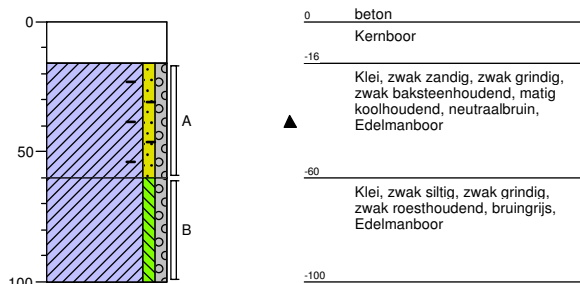 0
50
100
A
B
0
beton
Kernboor
-16
Klei, zwak zandig, zwak grindig,
zwak baksteenhoudend, matig
koolhoudend, neutraalbruin,
Edelmanboor
-60
Klei, zwak siltig, zwak grindig,
zwak roesthoudend, bruingrijs,
Edelmanboor
-100